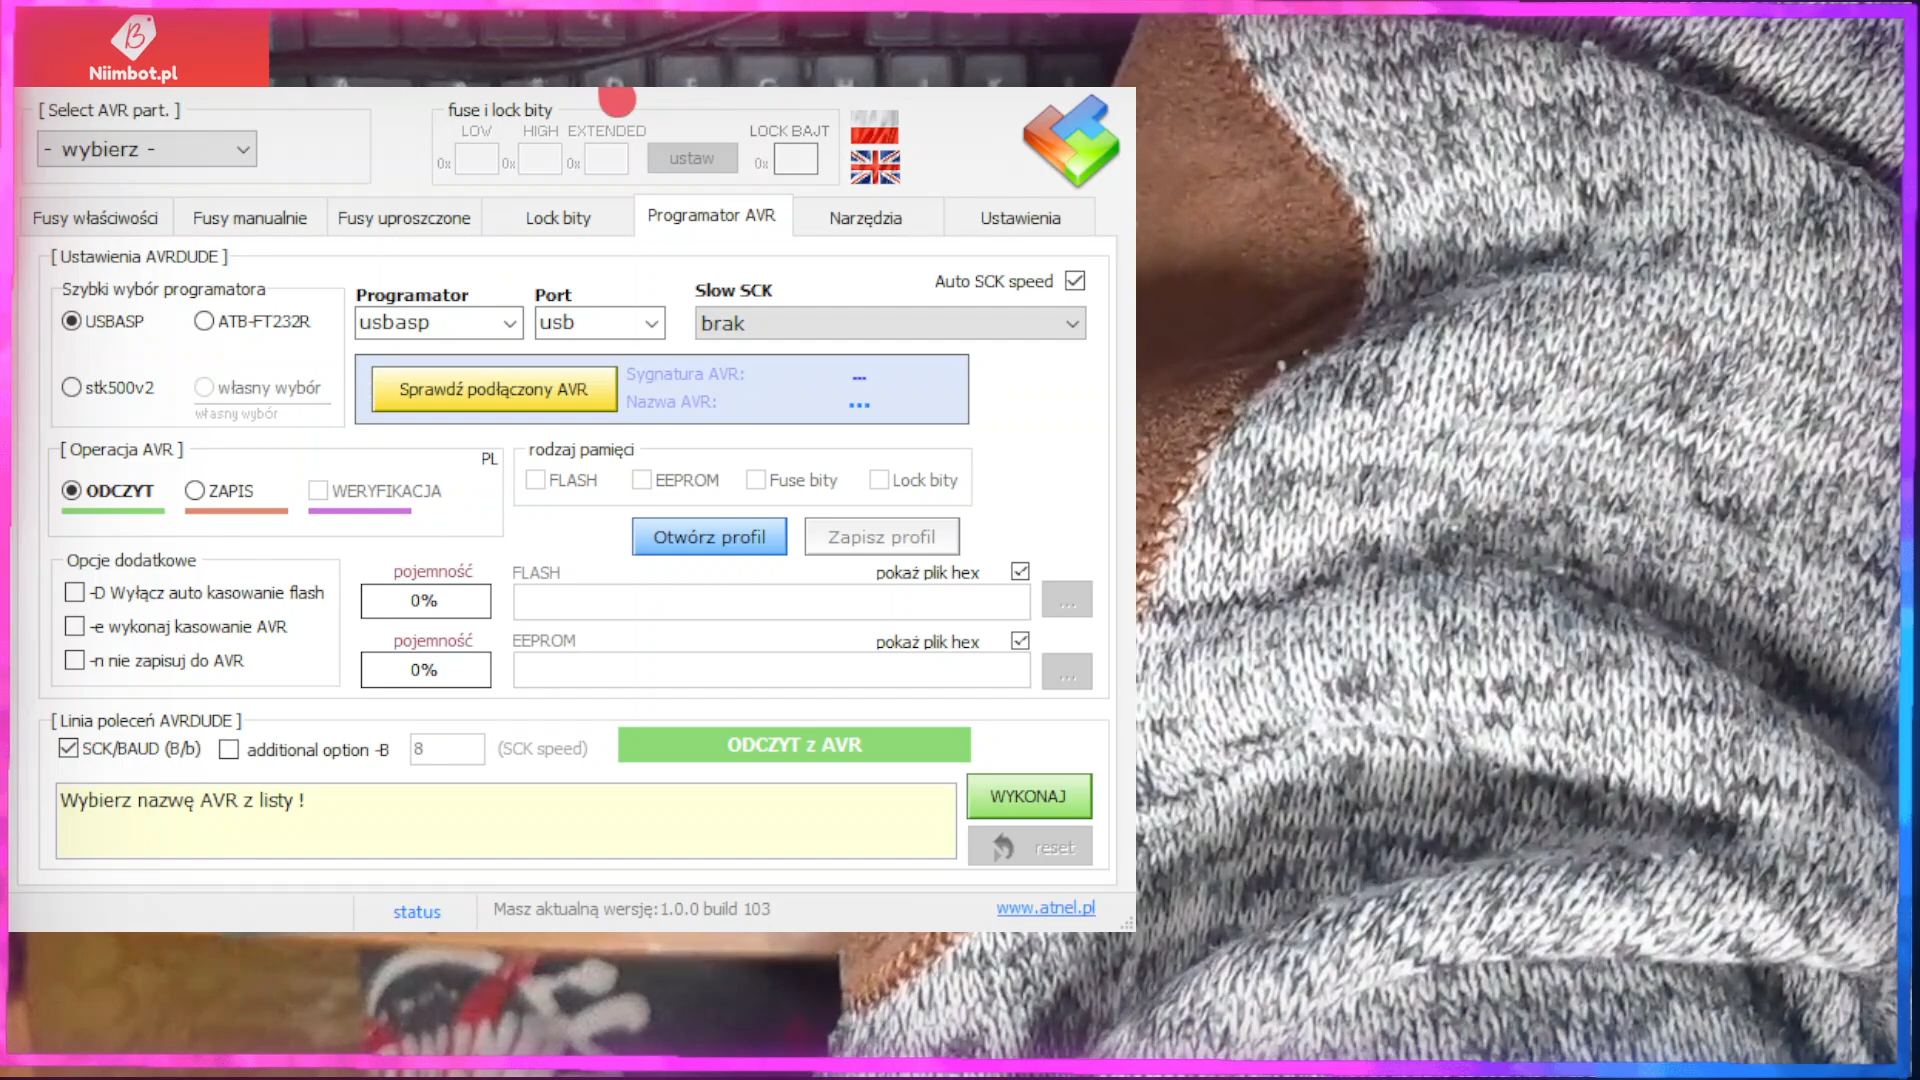 Niimbot.pl
[ Select AVR part. ]
- wybierz -
fuse i lock bity
LOW HIGH EXTENDED LOCK BAJT
0x 0x 0x ustaw 0x
Fusy właściwości Fusy manualnie Fusy uproszczone Lock bity Programator AVR Narzędzia Ustawienia
[ Ustawienia AVRDUDE ]
Szybki wybór programatora
USBASP ATB-FT232R
stk500v2 własny wybór
własny wybór
Programator Port Slow SCK Auto SCK speed
usbasp usb brak
Sprawdź podłączony AVR
Sygnatura AVR: ---
Nazwa AVR: ...
[ Operacja AVR ] PL
ODCZYT ZAPIS WERYFIKACJA
rodzaj pamięci
FLASH EEPROM Fuse bity Lock bity
Otwórz profil Zapisz profil
Opcje dodatkowe
-D Wyłącz auto kasowanie flash
-e wykonaj kasowanie AVR
-n nie zapisuj do AVR
pojemność FLASH pokaż plik hex
0% ...
pojemność EEPROM pokaż plik hex
0% ...
[ Linia poleceń AVRDUDE ]
SCK/BAUD (B/b) additional option -B 8 (SCK speed) ODCZYT z AVR
Wybierz nazwę AVR z listy !
WYKONAJ
reset
status Masz aktualną wersję: 1.0.0 build 103 www.atnel.pl